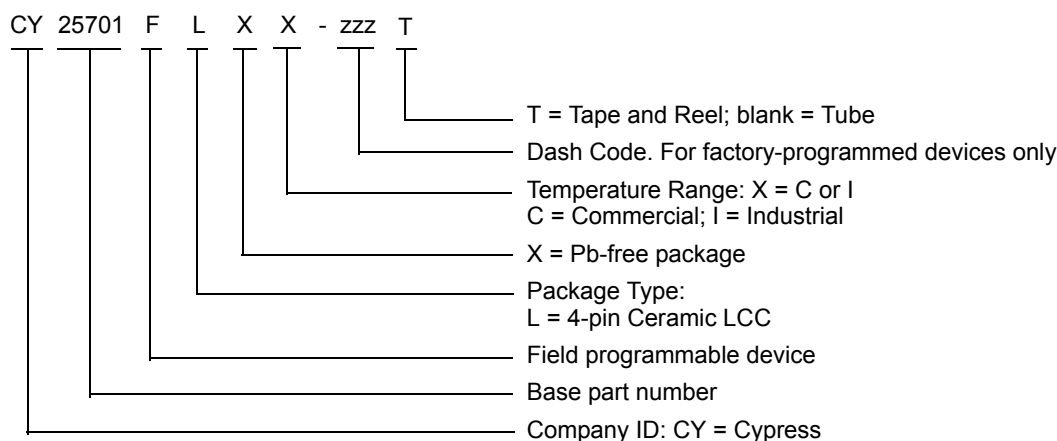 CY 25701 F L X X - zzz T
T = Tape and Reel; blank = Tube
Dash Code. For factory-programmed devices only
Temperature Range: X = C or I
C = Commercial; I = Industrial
X = Pb-free package
Package Type:
L = 4-pin Ceramic LCC
Field programmable device
Base part number
Company ID: CY = Cypress